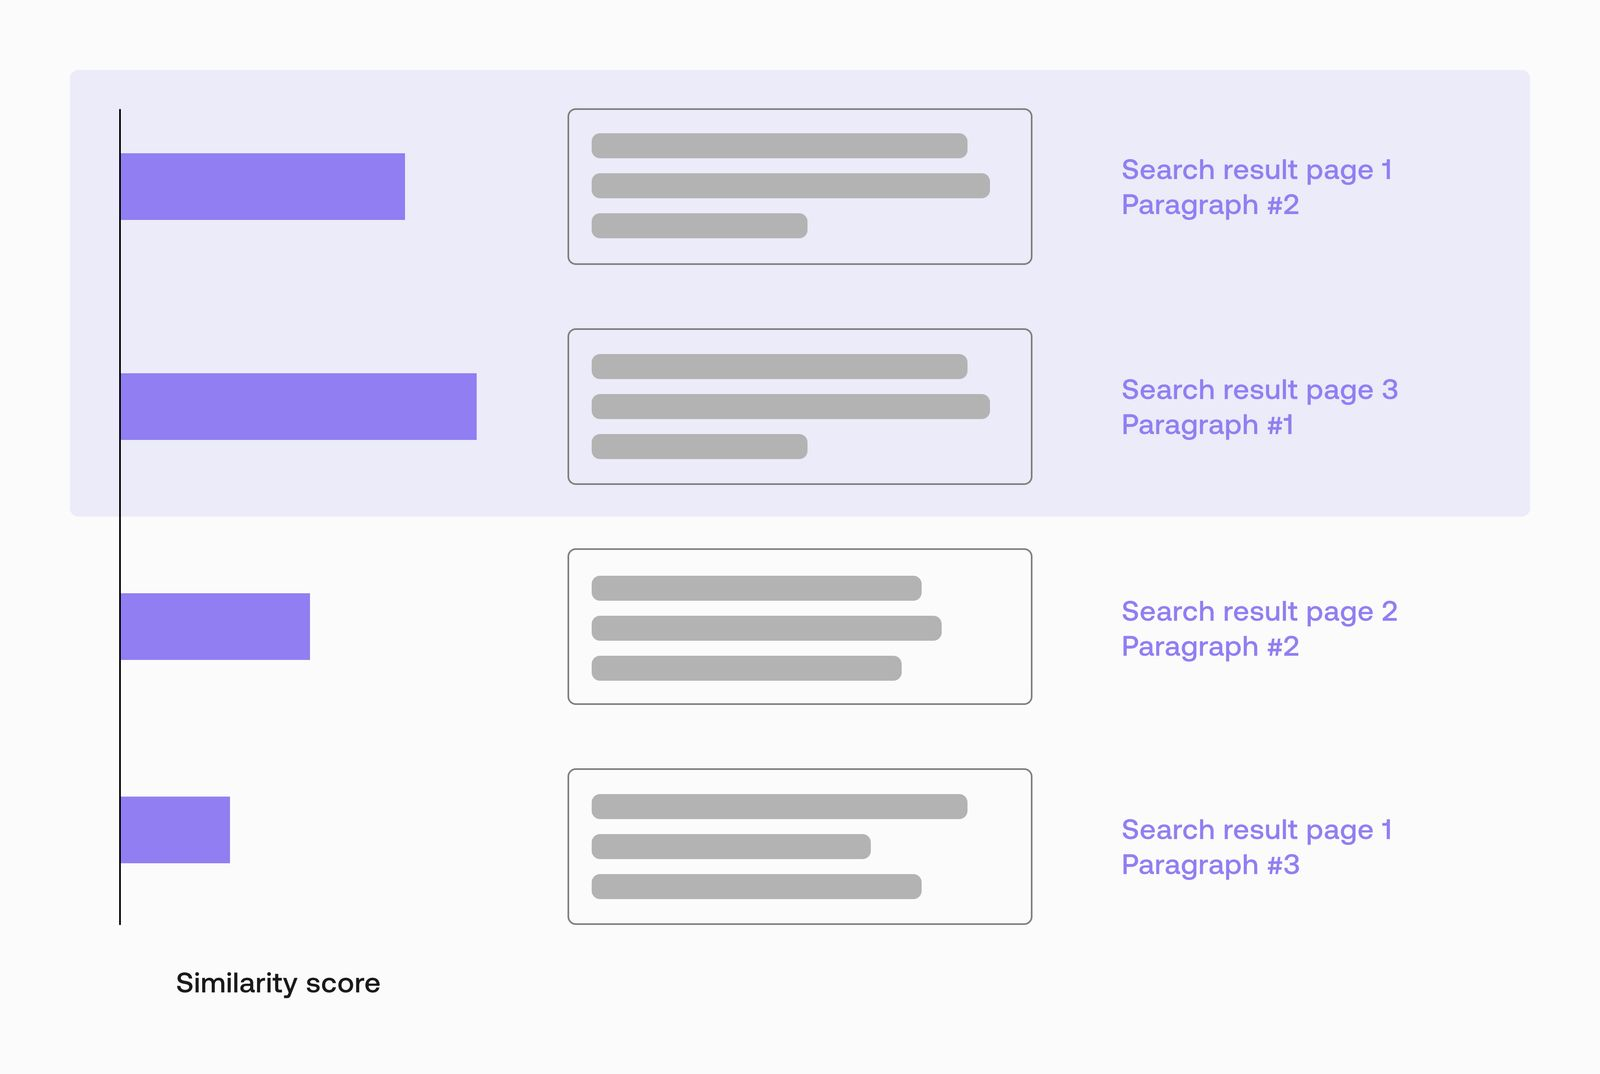 Search result page 1
Paragraph #2
Search result page 3
Paragraph #1
Search result page 2
Paragraph #2
Search result page 1
Paragraph #3
Similarity score